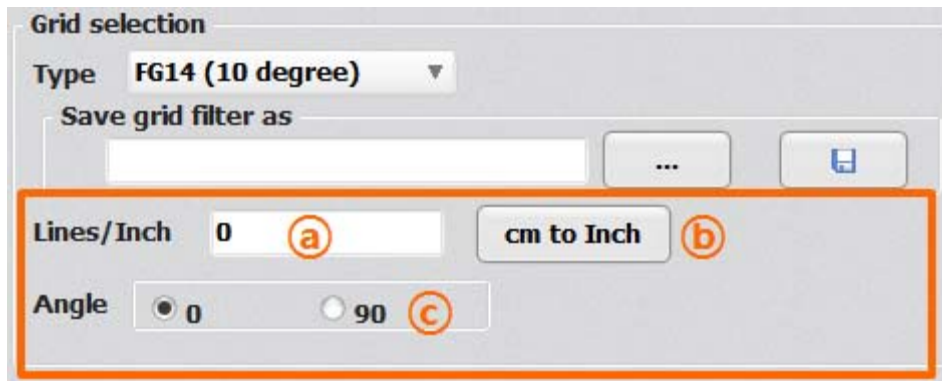 Grid selection
Type FG14 (10 degree)
Save grid filter as
...
Lines/Inch 0 a cm to Inch b
Angle 0 90 c